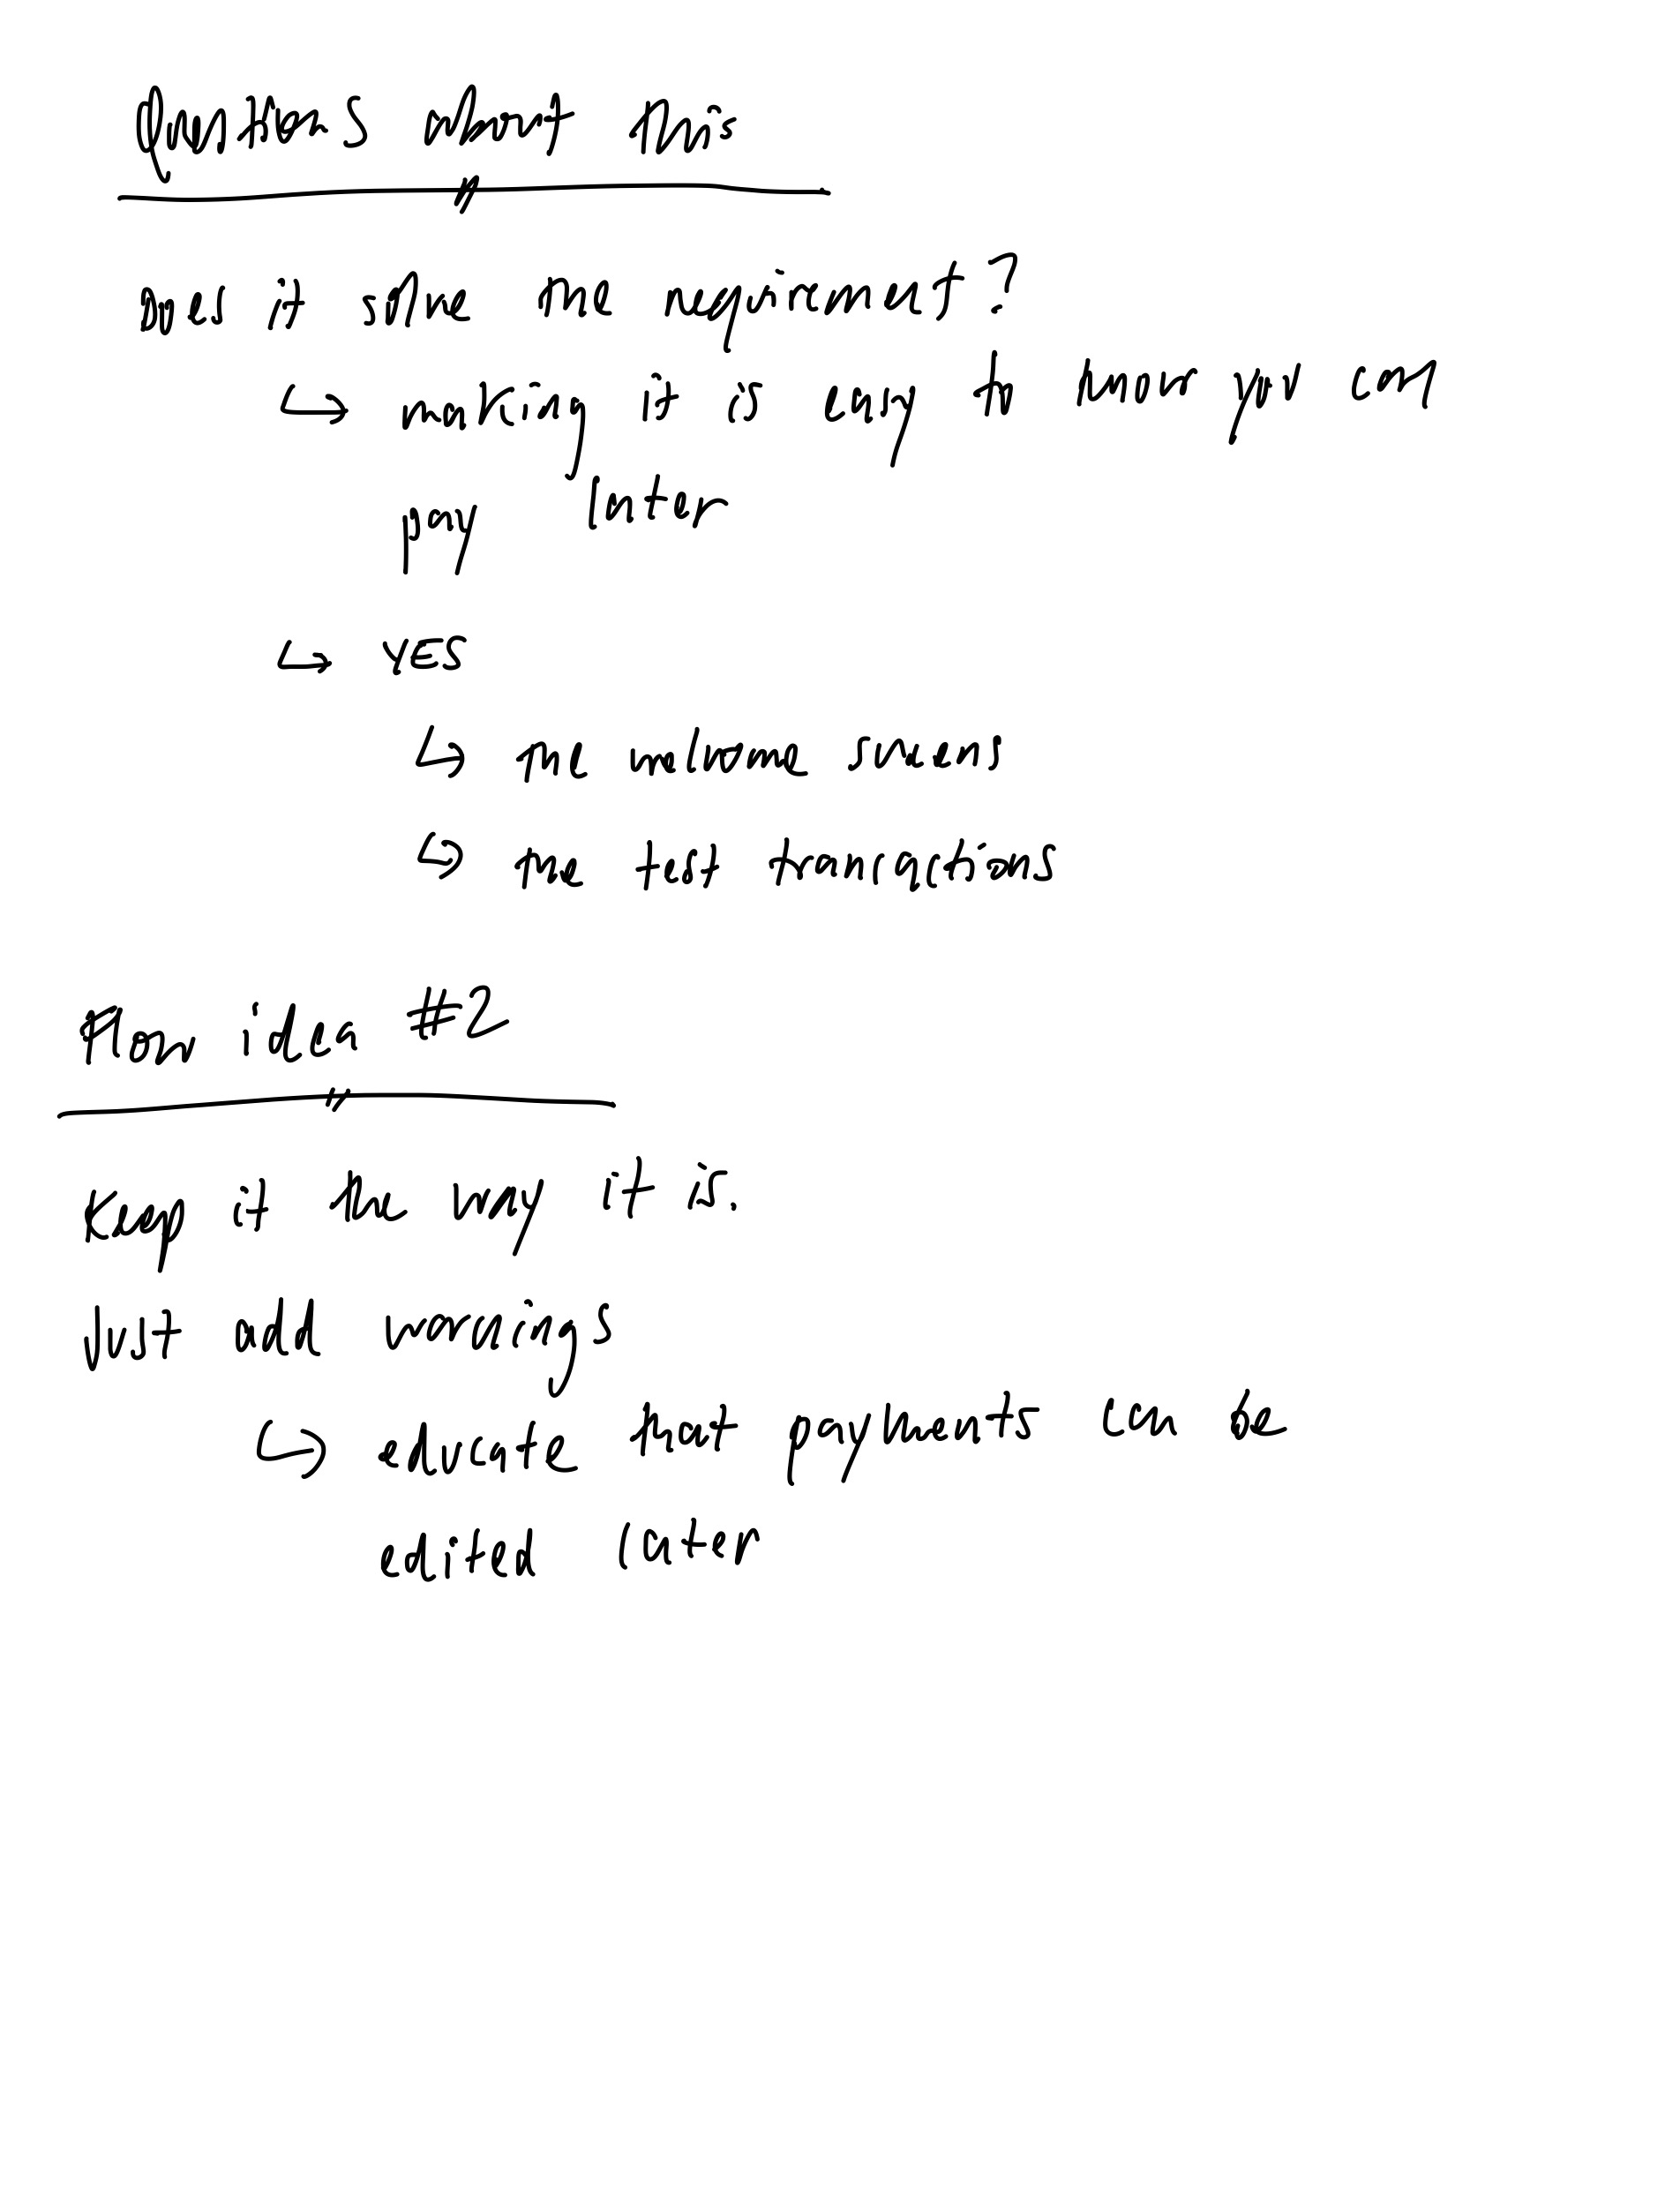 Questions about this
does it solve the requirement?
↳ making it is easy to know you can
pay later
↳ YES
↳ the welcome screens
↳ the test transactions
Flow idea #2
Keep it the way it is.
Just add warnings
↳ educate that payments can be
edited later